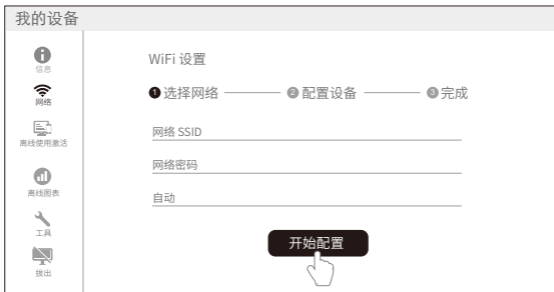 我的设备
信息
网络
离线使用激活
离线图表
工具
拔出
WiFi 设置
❶选择网络 ❷配置设备 ❸完成
网络 SSID
网络密码
自动
开始配置